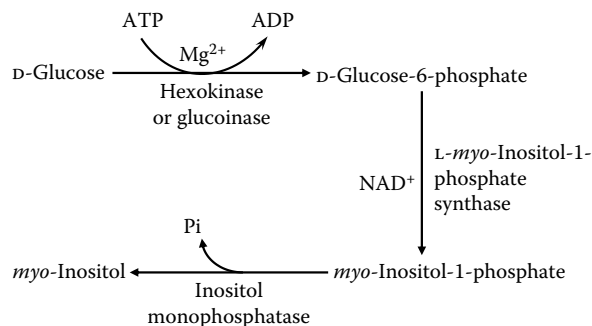 ATP ADP
Mg²⁺
D-Glucose D-Glucose-6-phosphate
Hexokinase
or glucoinase
L-myo-Inositol-1-
NAD⁺ phosphate
synthase
Pi
myo-Inositol myo-Inositol-1-phosphate
Inositol
monophosphatase